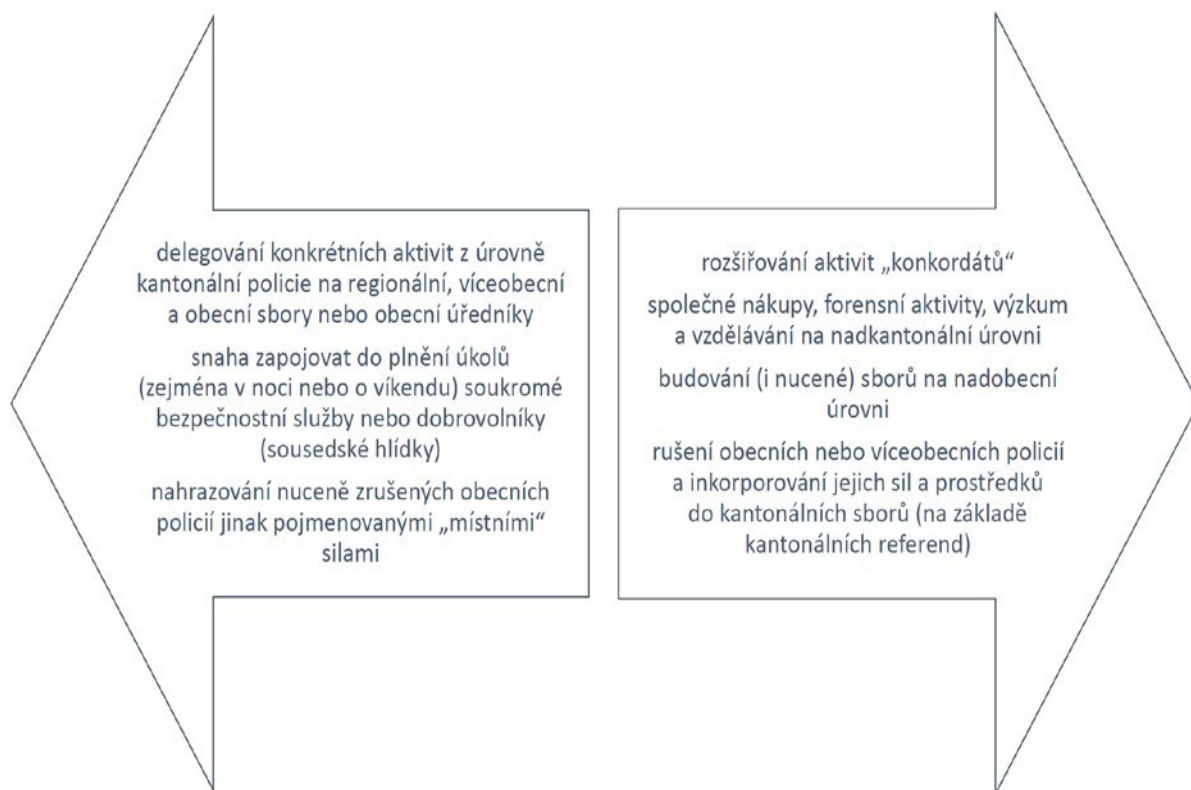 delegování konkrétních aktivit z úrovně
kantonální policie na regionální, víceobecní
a obecní sbory nebo obecní úředníky
snaha zapojovat do plnění úkolů
(zejména v noci nebo o víkendu) soukromé
bezpečnostní služby nebo dobrovolníky
(sousedské hlídky)
nahrazování nuceně zrušených obecních
policií jinak pojmenovanými „místními“
silami
rozšiřování aktivit „konkordátů“
společné nákupy, forensní aktivity, výzkum
a vzdělávání na nadkantonální úrovni
budování (i nucené) sborů na nadobecní
úrovni
rušení obecních nebo víceobecních policií
a inkorporování jejich sil a prostředků
do kantonálních sborů (na základě
kantonálních referend)